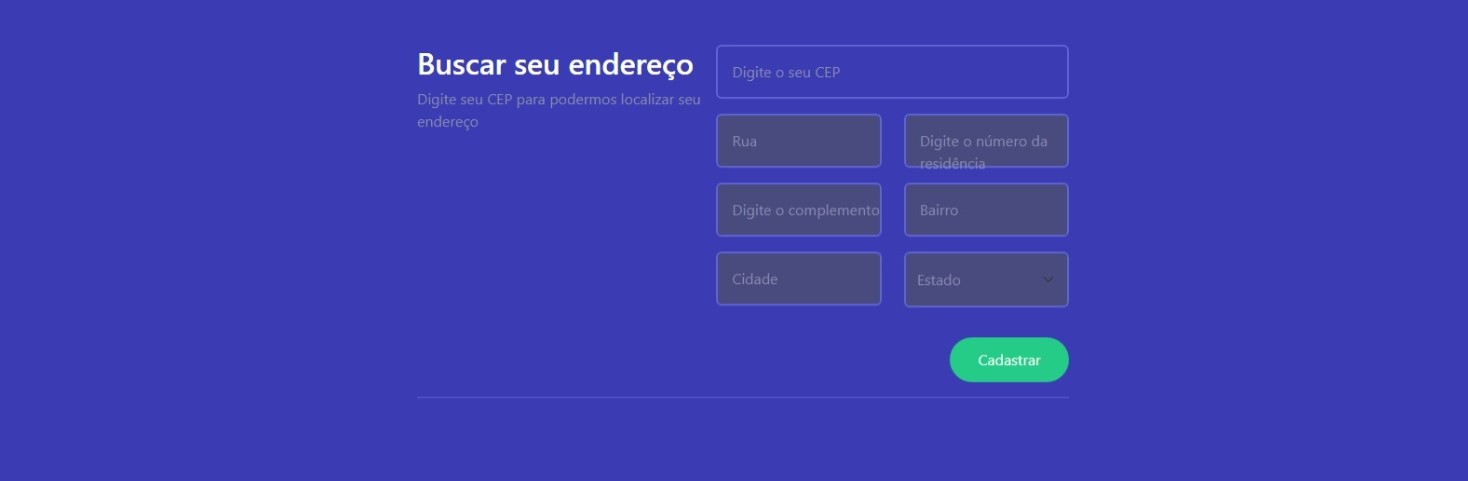 Buscar seu endereço
Digite seu CEP para podermos localizar seu
endereço
Digite o seu CEP
Rua
Digite o número da
residência
Digite o complemento
Bairro
Cidade
Estado
Cadastrar